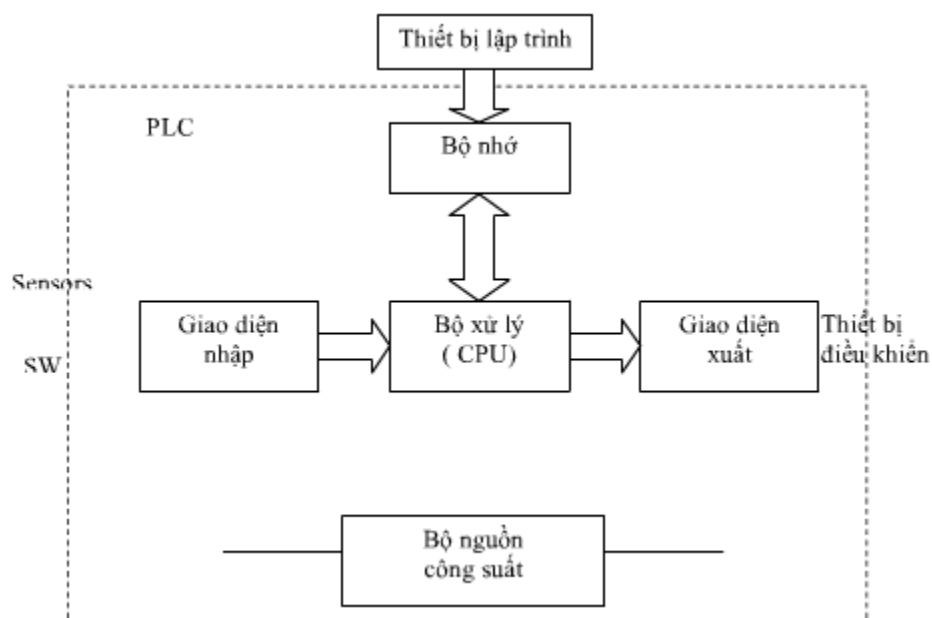 Thiết bị lập trình
PLC
Bộ nhớ
Sensors
Giao diện
nhập
Bộ xử lý
( CPU)
Giao diện
xuất
Thiết bị
điều khiển
SW
Bộ nguồn
công suất